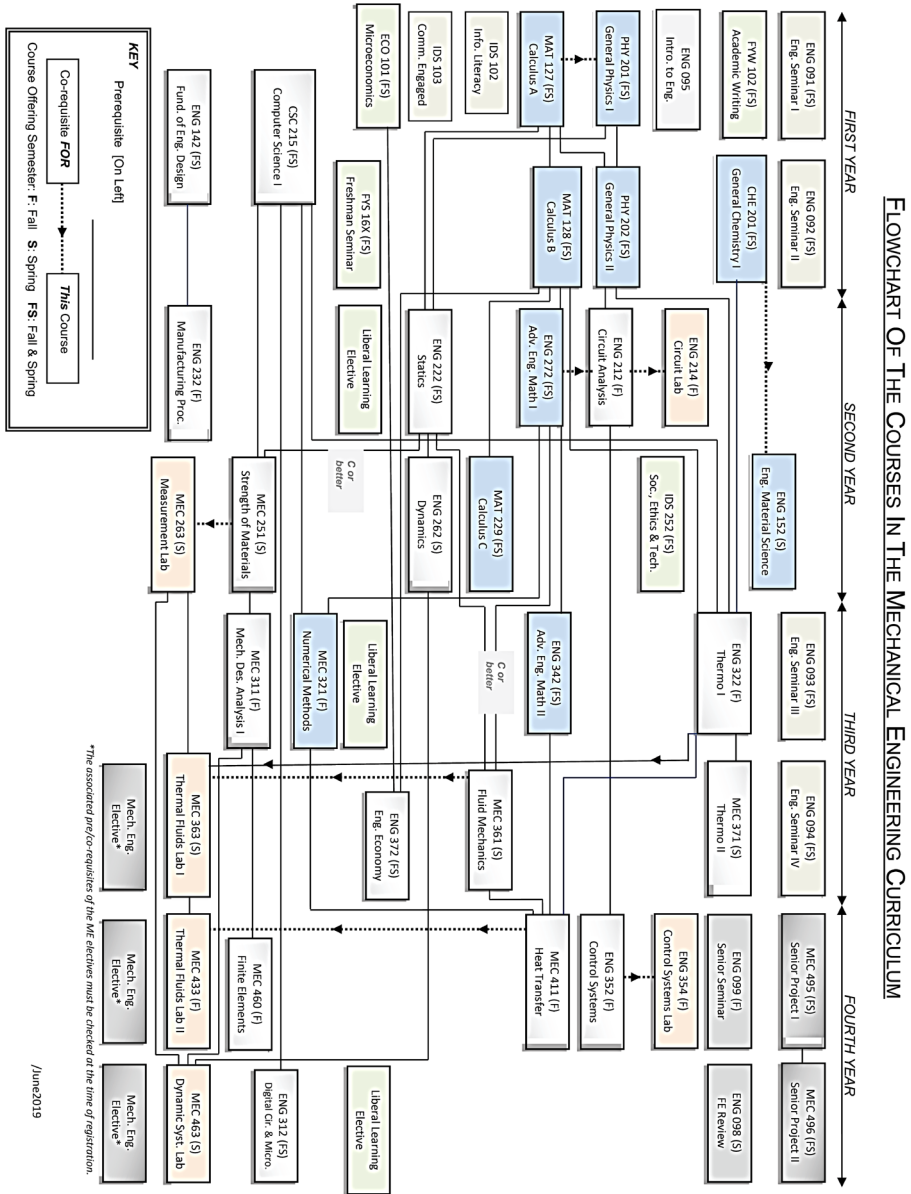 FLOWCHART OF THE COURSES IN THE MECHANICAL ENGINEERING CURRICULUM
FIRST YEAR
SECOND YEAR
THIRD YEAR
FOURTH YEAR
ENG 091 (FS)
Eng. Seminar I
ENG 092 (FS)
Eng. Seminar II
ENG 093 (FS)
Eng. Seminar III
ENG 094 (FS)
Eng. Seminar IV
MEC 495 (FS)
Senior Project I
MEC 496 (FS)
Senior Project II
FYW 102 (FS)
Academic Writing
CHE 201 (FS)
General Chemistry I
ENG 152 (S)
Eng. Material Science
ENG 322 (F)
Thermo I
MEC 371 (S)
Thermo II
ENG 099 (F)
Senior Seminar
ENG 098 (S)
FE Review
ENG 095
Intro. to Eng.
ENG 214 (F)
Circuit Lab
IDS 252 (FS)
Soc., Ethics & Tech.
ENG 354 (F)
Control Systems Lab
PHY 201 (FS)
General Physics I
PHY 202 (FS)
General Physics II
ENG 212 (F)
Circuit Analysis
ENG 352 (F)
Control Systems
MAT 127 (FS)
Calculus A
MAT 128 (FS)
Calculus B
ENG 272 (FS)
Adv. Eng. Math I
ENG 342 (FS)
Adv. Eng. Math II
MEC 411 (F)
Heat Transfer
IDS 102
Info. Literacy
MAT 229 (FS)
Calculus C
C or
better
MEC 361 (S)
Fluid Mechanics
IDS 103
Comm. Engaged
ENG 222 (FS)
Statics
ENG 262 (S)
Dynamics
ECO 101 (FS)
Microeconomics
FYS 16X (FS)
Freshman Seminar
Liberal Learning
Elective
C or
better
Liberal Learning
Elective
ENG 372 (FS)
Eng. Economy
Liberal Learning
Elective
MEC 321 (F)
Numerical Methods
CSC 215 (FS)
Computer Science I
MEC 251 (S)
Strength of Materials
MEC 311 (F)
Mech. Des. Analysis I
MEC 460 (F)
Finite Elements
ENG 312 (FS)
Digital Cir. & Micro.
ENG 142 (FS)
Fund. of Eng. Design
ENG 232 (F)
Manufacturing Proc.
MEC 263 (S)
Measurement Lab
MEC 363 (S)
Thermal Fluids Lab I
MEC 433 (F)
Thermal Fluids Lab II
MEC 463 (S)
Dynamic Syst. Lab
Mech. Eng.
Elective*
Mech. Eng.
Elective*
Mech. Eng.
Elective*
*The associated pre/co-requisites of the ME electives must be checked at the time of registration.
KEY
Prerequisite [On Left]
Co-requisite FOR
This Course
Course Offering Semester: F: Fall S: Spring FS: Fall & Spring
/June2019